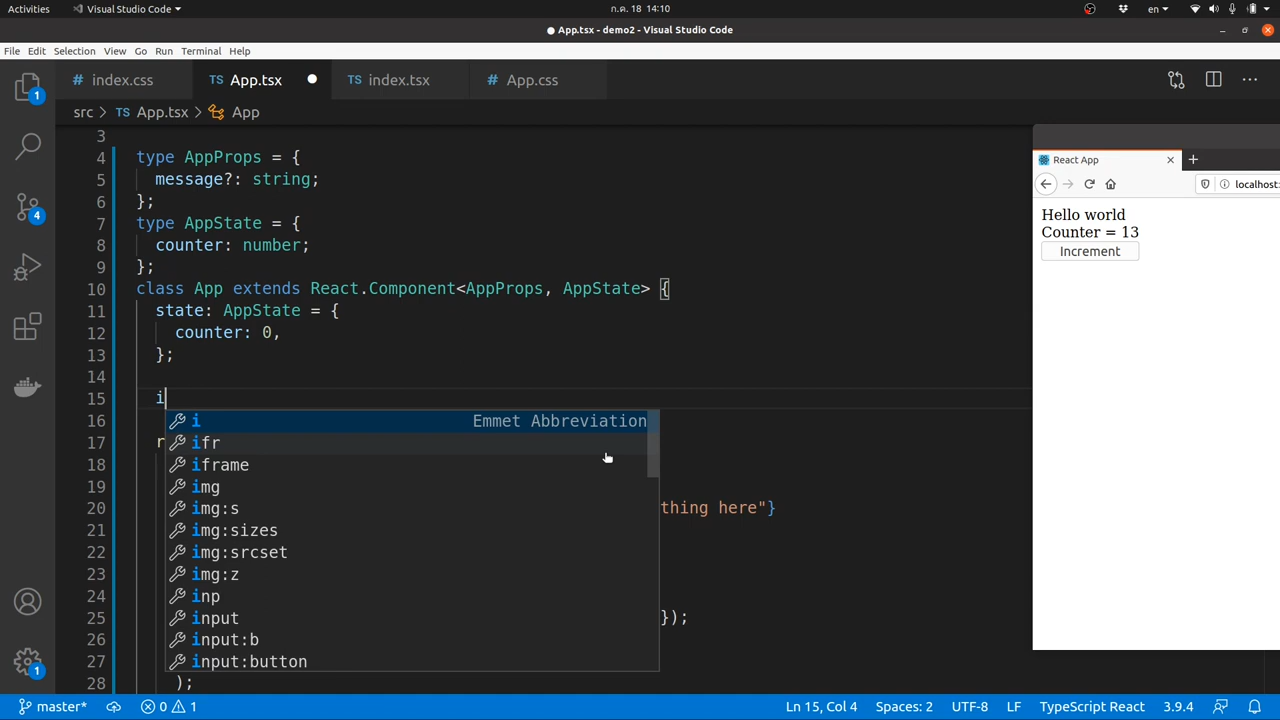 Activities Visual Studio Code ก.ค. 18 14:10 en
App.tsx - demo2 - Visual Studio Code
File Edit Selection View Go Run Terminal Help
1 # index.css TS App.tsx TS index.tsx # App.css
src > TS App.tsx > App
3
4 type AppProps = {
5 message?: string;
6 };
7 type AppState = {
8 counter: number;
9 };
10 class App extends React.Component<AppProps, AppState> {
11 state: AppState = {
12 counter: 0,
13 };
14
15 i
16 i Emmet Abbreviation
17 r ifr
18 iframe
19 img
20 img:s thing here"}
21 img:sizes
22 img:srcset
23 img:z
24 inp
25 input });
26 input:b
27 input:button
28 );
4
1
React App
localhost:
Hello world
Counter = 13
Increment
master* 0 1 Ln 15, Col 4 Spaces: 2 UTF-8 LF TypeScript React 3.9.4